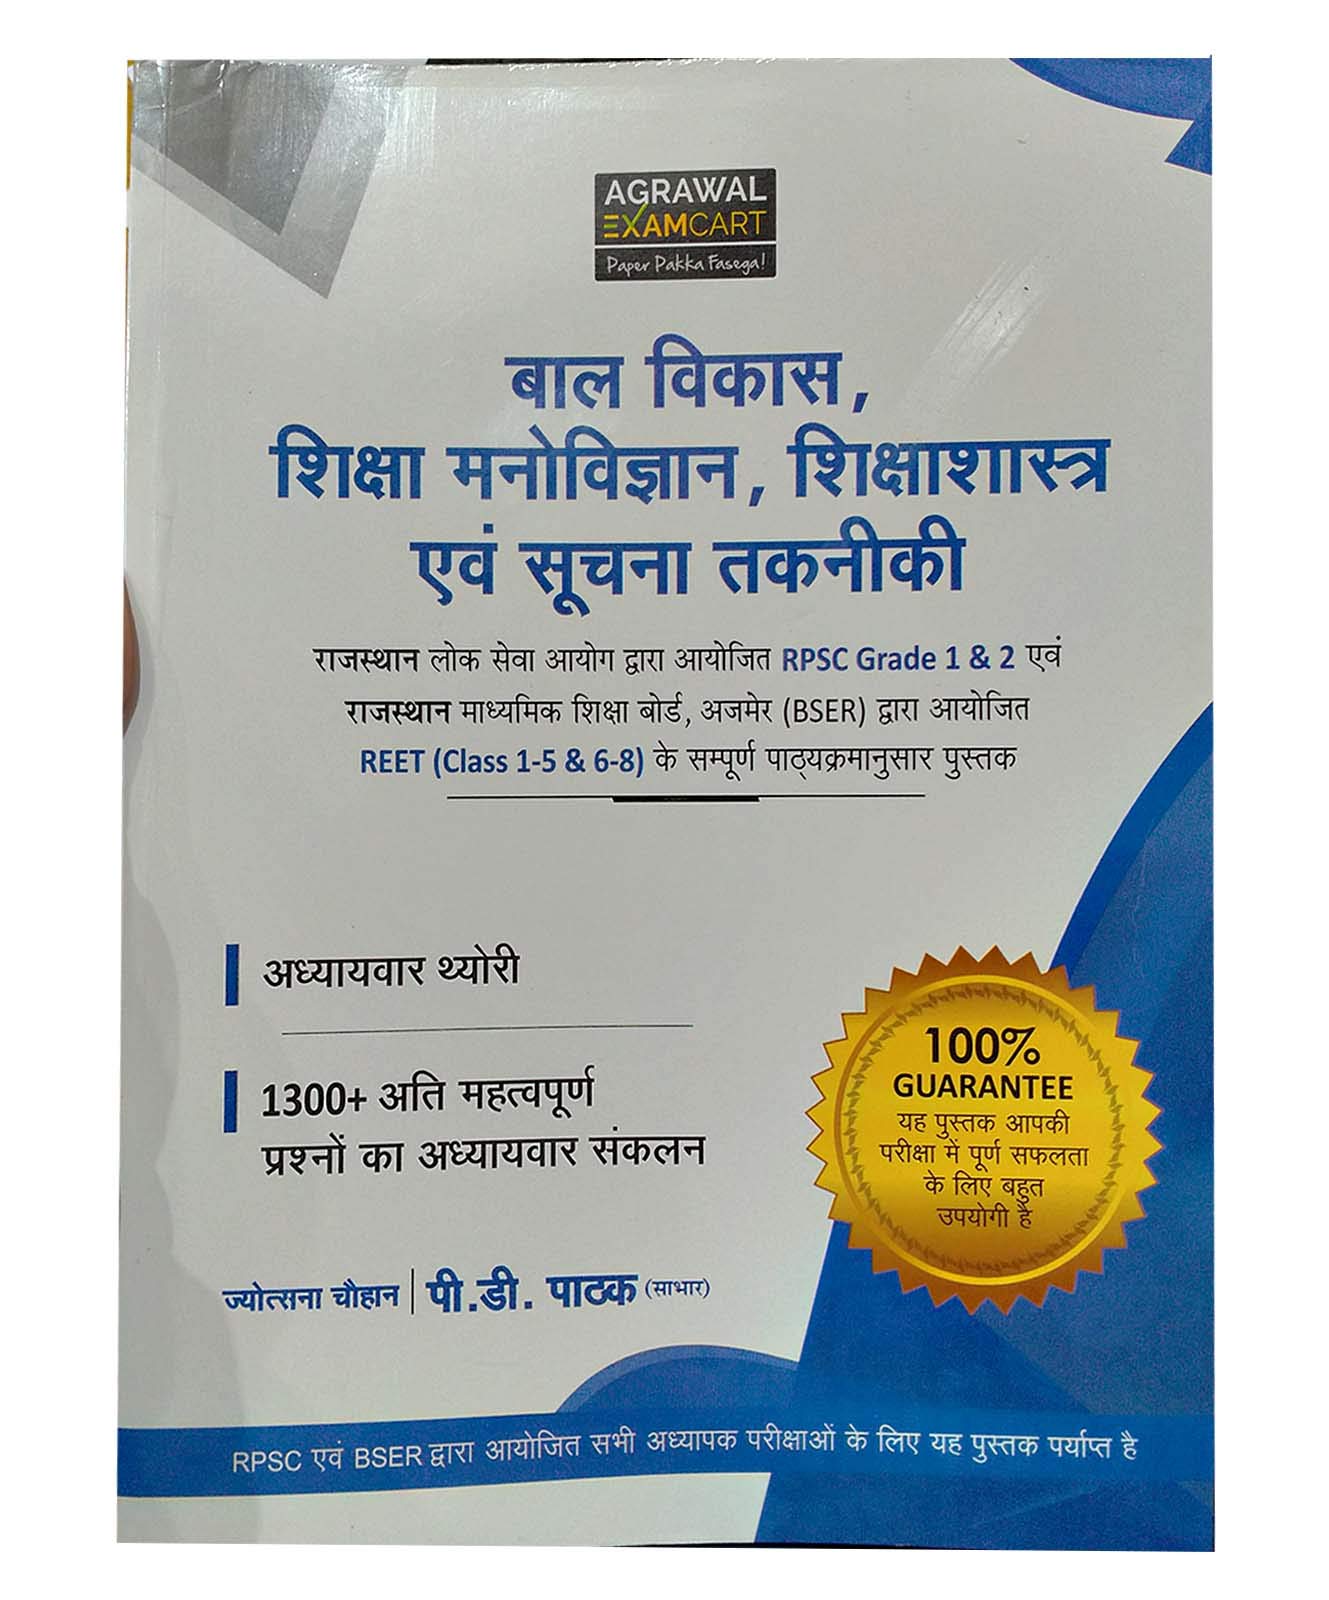 AGRAWAL
EXAMCART
Paper Pakka Fasega!
बाल विकास,
शिक्षा मनोविज्ञान, शिक्षाशास्त्र
एवं सूचना तकनीकी
राजस्थान लोक सेवा आयोग द्वारा आयोजित RPSC Grade 1 & 2 एवं
राजस्थान माध्यमिक शिक्षा बोर्ड, अजमेर (BSER) द्वारा आयोजित
REET (Class 1-5 & 6-8) के सम्पूर्ण पाठ्यक्रमानुसार पुस्तक
अध्यायवार थ्योरी
1300+ अति महत्वपूर्ण
प्रश्नों का अध्यायवार संकलन
100%
GUARANTEE
यह पुस्तक आपकी
परीक्षा में पूर्ण सफलता
के लिए बहुत
उपयोगी है
ज्योत्सना चौहान | पी.डी. पाठक (साभार)
RPSC एवं BSER द्वारा आयोजित सभी अध्यापक परीक्षाओं के लिए यह पुस्तक पर्याप्त है